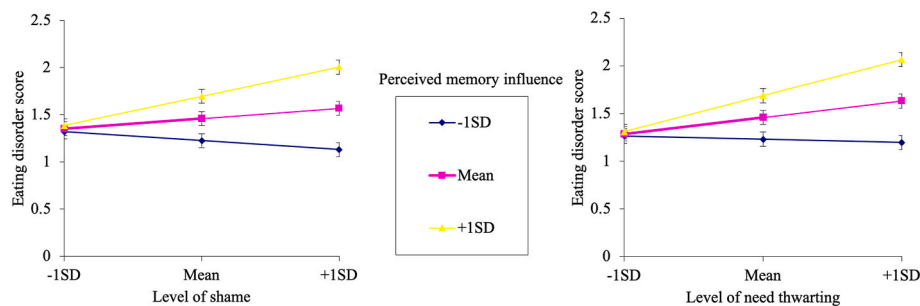 2.5
2
1.5
1
0.5
0
Eating disorder score
-1SD
Mean
+1SD
Level of shame
Perceived memory influence
-1SD
Mean
+1SD
2.5
2
1.5
1
0.5
0
Eating disorder score
-1SD
Mean
+1SD
Level of need thwarting